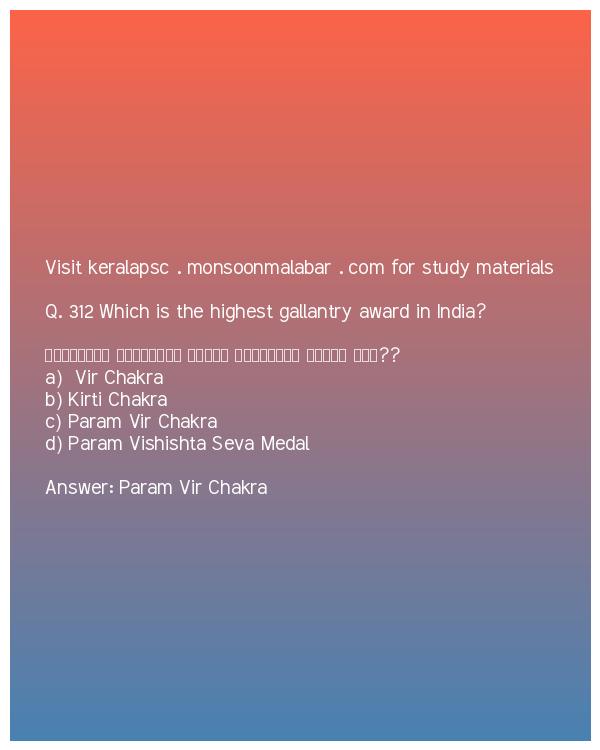 Visit keralapsc . monsoonmalabar . com for study materials
Q. 312 Which is the highest gallantry award in India?
??
a) Vir Chakra
b) Kirti Chakra
c) Param Vir Chakra
d) Param Vishishta Seva Medal
Answer: Param Vir Chakra